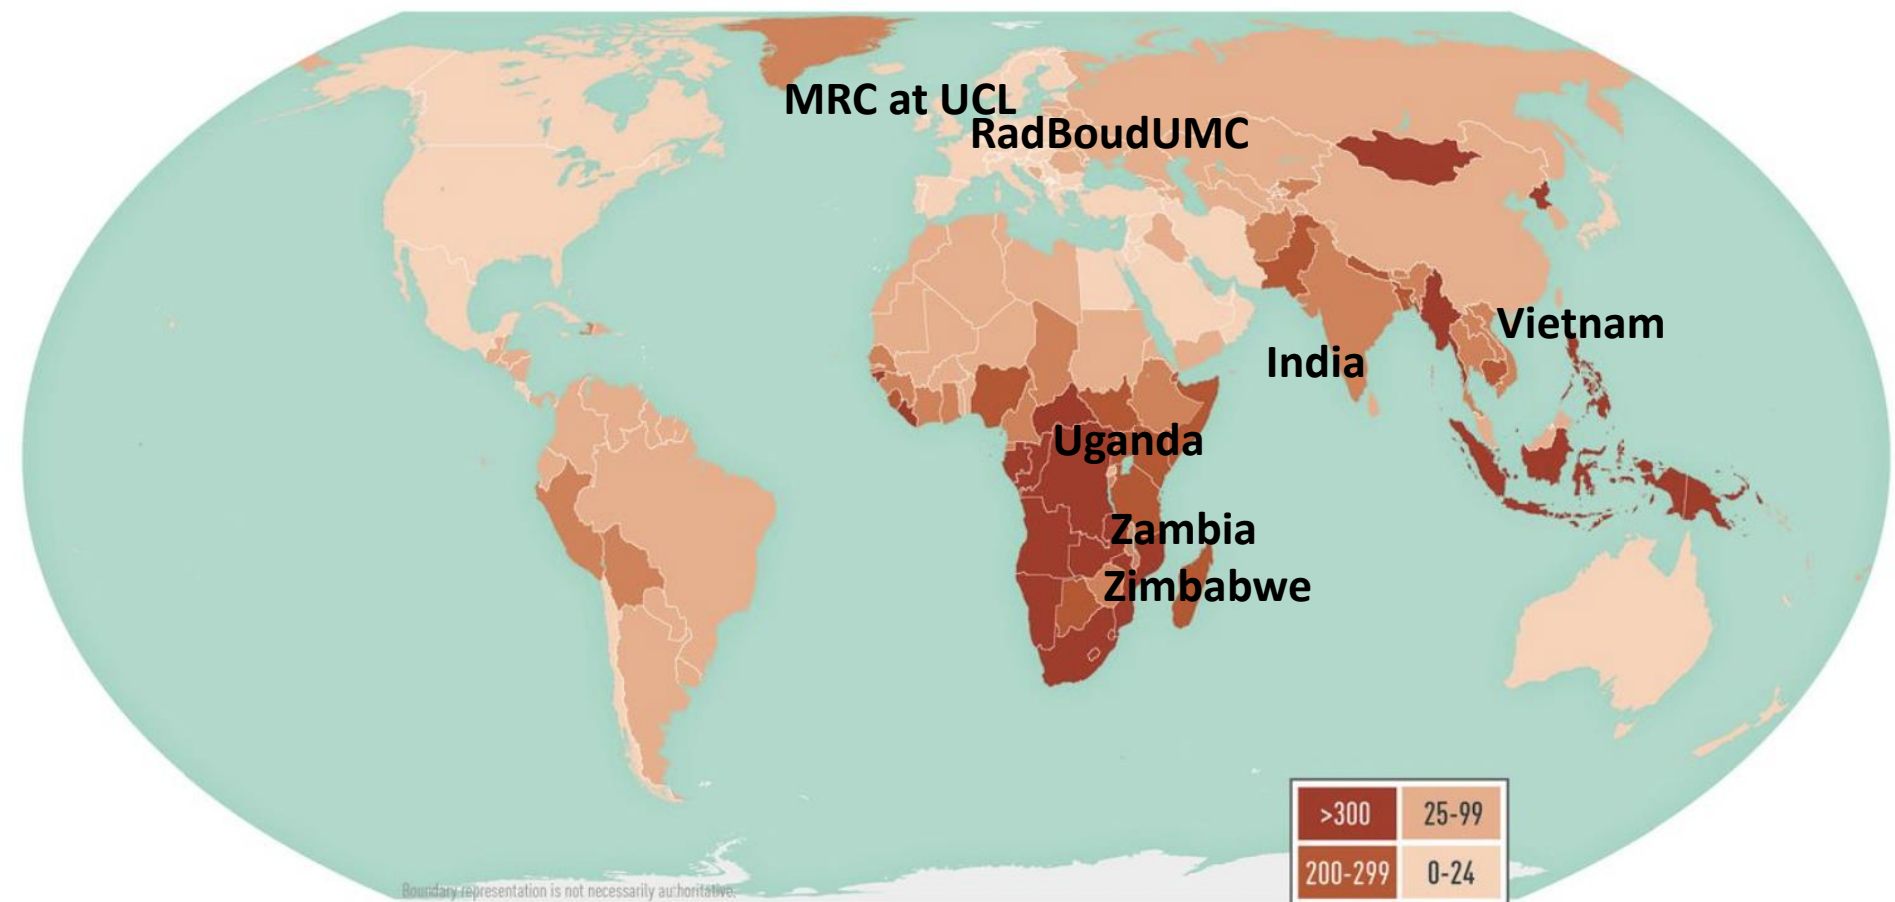 MRC at UCL
RadBoudUMC
Vietnam
India
Uganda
Zambia
Zimbabwe
>300 25-99
200-299 0-24
Boundary representation is not necessarily authoritative.